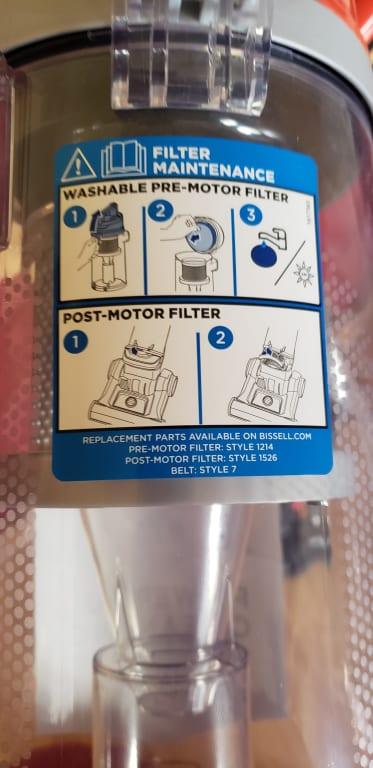 FILTER
MAINTENANCE
WASHABLE PRE-MOTOR FILTER
1 2 3
POST-MOTOR FILTER
1 2
REPLACEMENT PARTS AVAILABLE ON BISSELL.COM
PRE-MOTOR FILTER: STYLE 1214
POST-MOTOR FILTER: STYLE 1526
BELT: STYLE 7